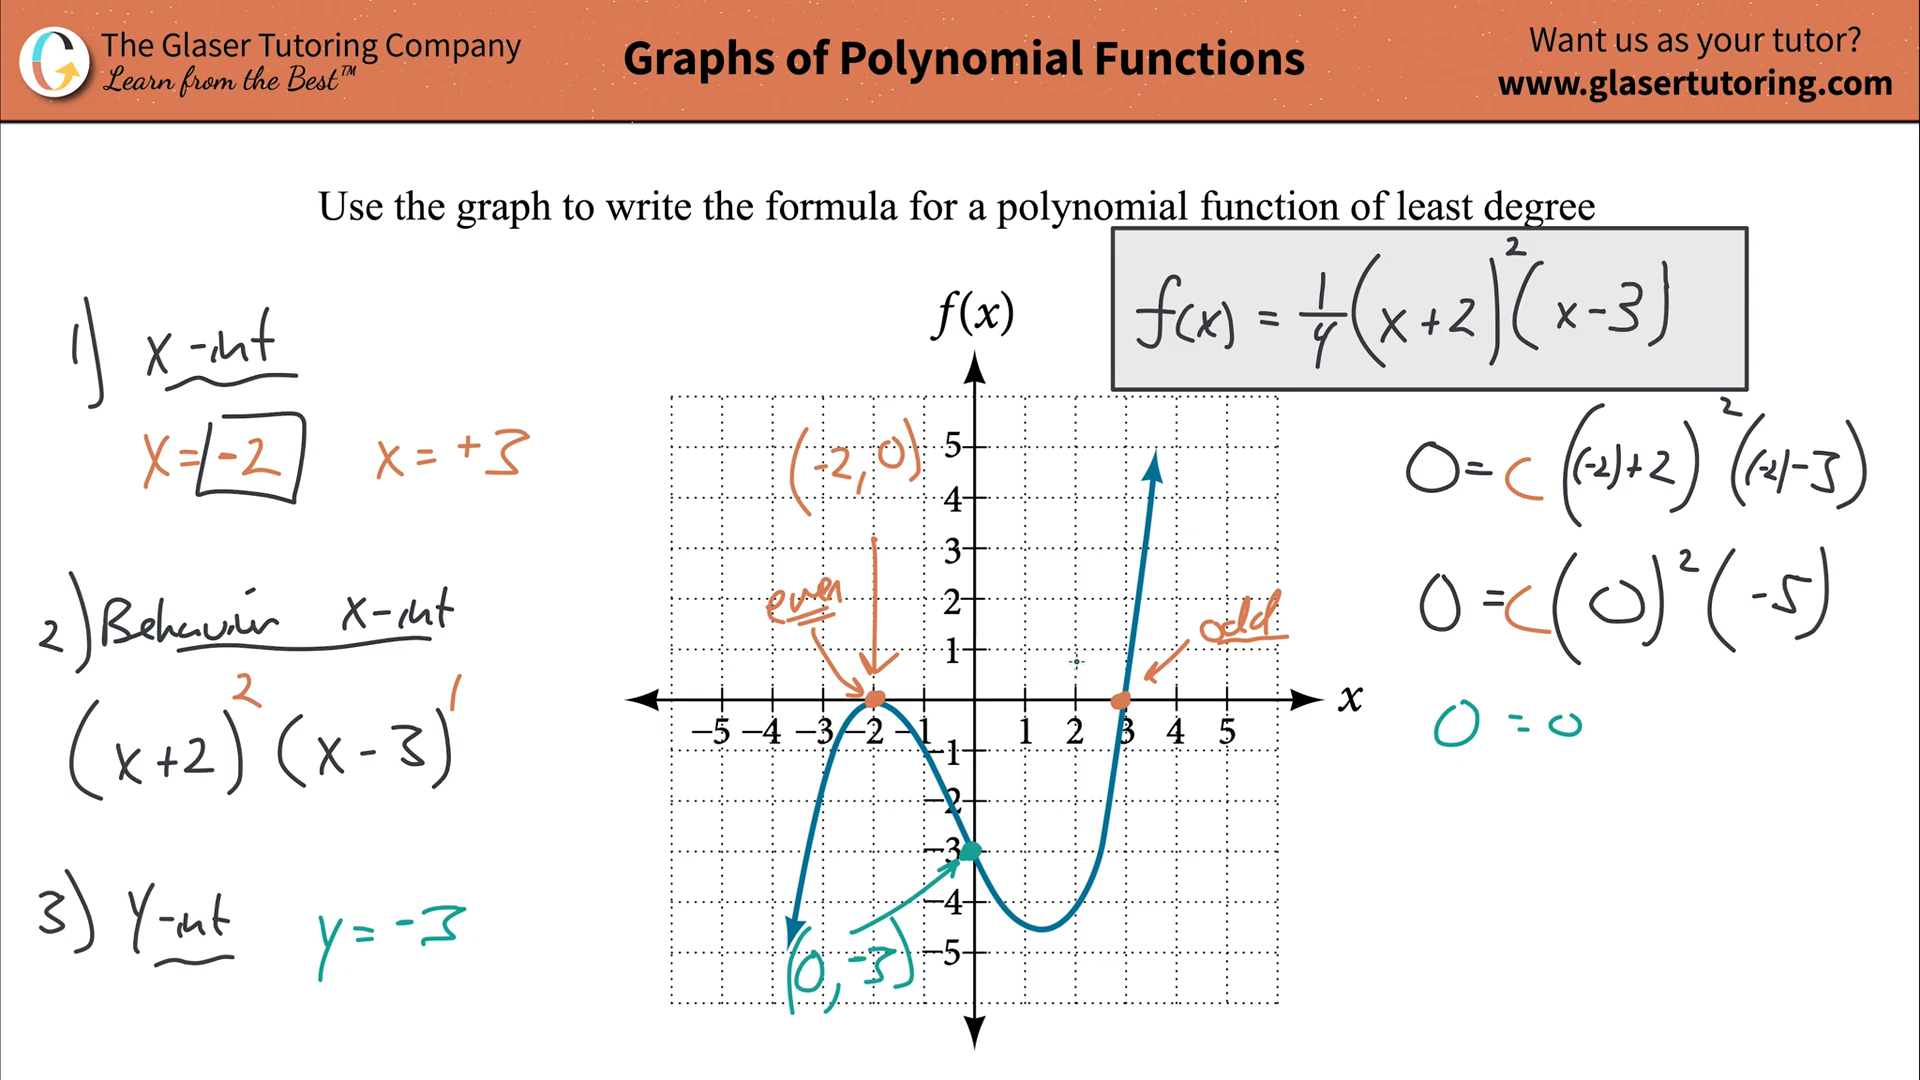 The Glaser Tutoring Company
Learn from the Best™
Graphs of Polynomial Functions
Want us as your tutor?
www.glasertutoring.com
Use the graph to write the formula for a polynomial function of least degree
f(x) = 1/4 (x+2)² (x-3)
1) x-int
x = -2 x = +3
2) Behavior x-int
(x+2)² (x-3)¹
3) y-int y = -3
f(x)
(-2, 0)
even
odd
5
4
3
2
1
x
−5 −4 −3 −2 −1 1 2 3 4 5
−1
−2
−3
−4
−5
(0, -3)
0 = C ((-2)+2)² ((-2)-3)
0 = C (0)² (-5)
0 = 0